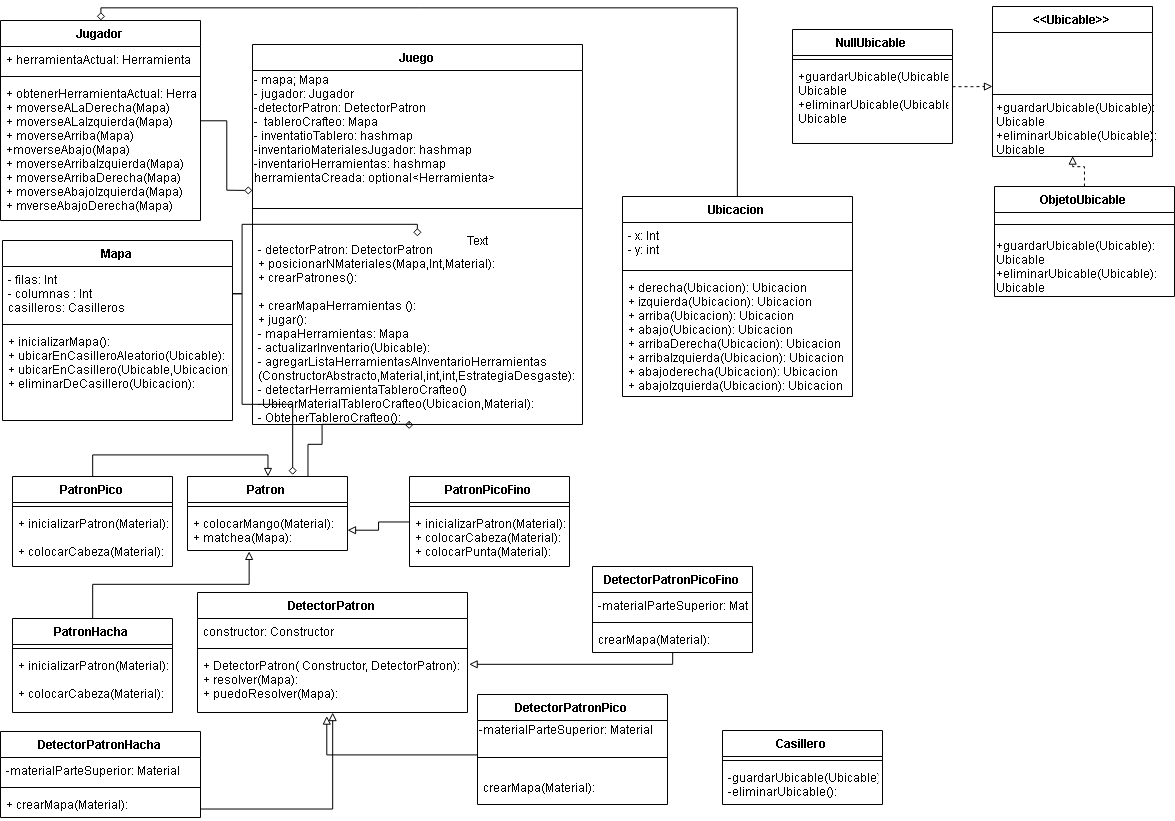 Jugador
+ herramientaActual: Herramienta
+ obtenerHerramientaActual: Herra
+ moverseALaDerecha(Mapa)
+ moverseALaIzquierda(Mapa)
+ moverseArriba(Mapa)
+moverseAbajo(Mapa)
+ moverseArribaIzquierda(Mapa)
+ moverseArribaDerecha(Mapa)
+ moverseAbajoIzquierda(Mapa)
+ mverseAbajoDerecha(Mapa)
Juego
- mapa; Mapa
- jugador: Jugador
-detectorPatron: DetectorPatron
- tableroCrafteo: Mapa
- inventatioTablero: hashmap
-inventarioMaterialesJugador: hashmap
-inventarioHerramientas: hashmap
herramientaCreada: optional<Herramienta>
Text
- detectorPatron: DetectorPatron
+ posicionarNMateriales(Mapa,Int,Material):
+ crearPatrones():
+ crearMapaHerramientas ():
+ jugar():
- mapaHerramientas: Mapa
- actualizarInventario(Ubicable):
- agregarListaHerramientasAInventarioHerramientas
(ConstructorAbstracto,Material,int,int,EstrategiaDesgaste):
- detectarHerramientaTableroCrafteo()
-UbicarMaterialTableroCrafteo(Ubicacion,Material):
- ObtenerTableroCrafteo():
NullUbicable
+guardarUbicable(Ubicable
Ubicable
+eliminarUbicable(Ubicable
Ubicable
<<Ubicable>>
+guardarUbicable(Ubicable):
Ubicable
+eliminarUbicable(Ubicable):
Ubicable
ObjetoUbicable
+guardarUbicable(Ubicable):
Ubicable
+eliminarUbicable(Ubicable):
Ubicable
Ubicacion
- x: Int
- y: int
+ derecha(Ubicacion): Ubicacion
+ izquierda(Ubicacion): Ubicacion
+ arriba(Ubicacion): Ubicacion
+ abajo(Ubicacion): Ubicacion
+ arribaDerecha(Ubicacion): Ubicacion
+ arribaIzquierda(Ubicacion): Ubicacion
+ abajoderecha(Ubicacion): Ubicacion
+ abajoIzquierda(Ubicacion): Ubicacion
Mapa
- filas: Int
- columnas : Int
casilleros: Casilleros
+ inicializarMapa():
+ ubicarEnCasilleroAleatorio(Ubicable):
+ ubicarEnCasillero(Ubicable,Ubicacion
+ eliminarDeCasillero(Ubicacion):
PatronPico
+ inicializarPatron(Material):
+ colocarCabeza(Material):
Patron
+ colocarMango(Material):
+ matchea(Mapa):
PatronPicoFino
+ inicializarPatron(Material):
+ colocarCabeza(Material):
+ colocarPunta(Material):
PatronHacha
+ inicializarPatron(Material):
+ colocarCabeza(Material):
DetectorPatron
constructor: Constructor
+ DetectorPatron( Constructor, DetectorPatron):
+ resolver(Mapa):
+ puedoResolver(Mapa):
DetectorPatronPicoFino
-materialParteSuperior: Mat
crearMapa(Material):
DetectorPatronPico
-materialParteSuperior: Material
crearMapa(Material):
DetectorPatronHacha
-materialParteSuperior: Material
+ crearMapa(Material):
Casillero
-guardarUbicable(Ubicable)
-eliminarUbicable():